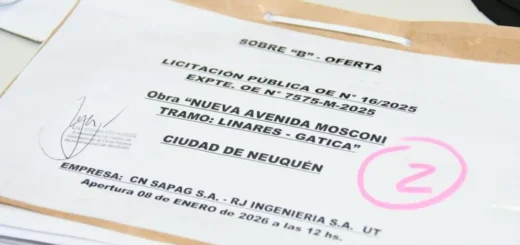 SOBRE "B" - OFERTA
LICITACION PÚBLICA OE N° 16/2025
EXPTE. OE N° 7575-M-2025
Obra "NUEVA AVENIDA MOSCONI
TRAMO: LINARES - GATICA"
CIUDAD DE NEUQUÉN
2
EMPRESA: CN SAPAG S.A. - RJ INGENIERIA S.A. UT
Apertura 08 de ENERO de 2026 a las 12 hs.